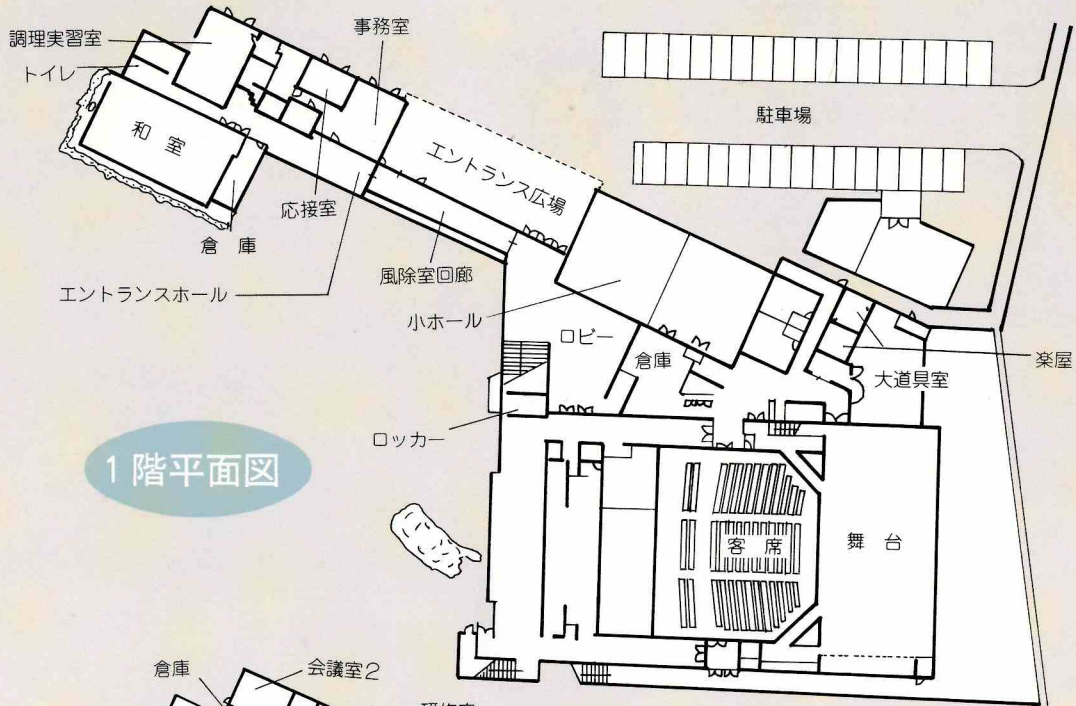 調理実習室
トイレ
事務室
和室
倉庫
応接室
エントランスホール
エントランス広場
風除室回廊
小ホール
駐車場
ロビー
倉庫
楽屋
大道具室
ロッカー
1階平面図
客席
舞台
倉庫
会議室2